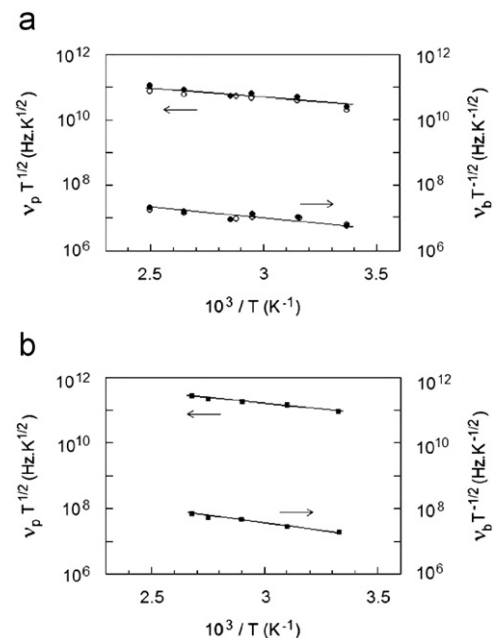 a
10^12
10^12
10^10
10^10
10^8
10^8
10^6
10^6
ν_p T^1/2 (Hz.K^1/2)
ν_b T^-1/2 (Hz.K^-1/2)
2.5 3 3.5
10^3 / T (K^-1)
b
10^12
10^12
10^10
10^10
10^8
10^8
10^6
10^6
ν_p T^1/2 (Hz.K^1/2)
ν_b T^-1/2 (Hz.K^-1/2)
2.5 3 3.5
10^3 / T (K^-1)